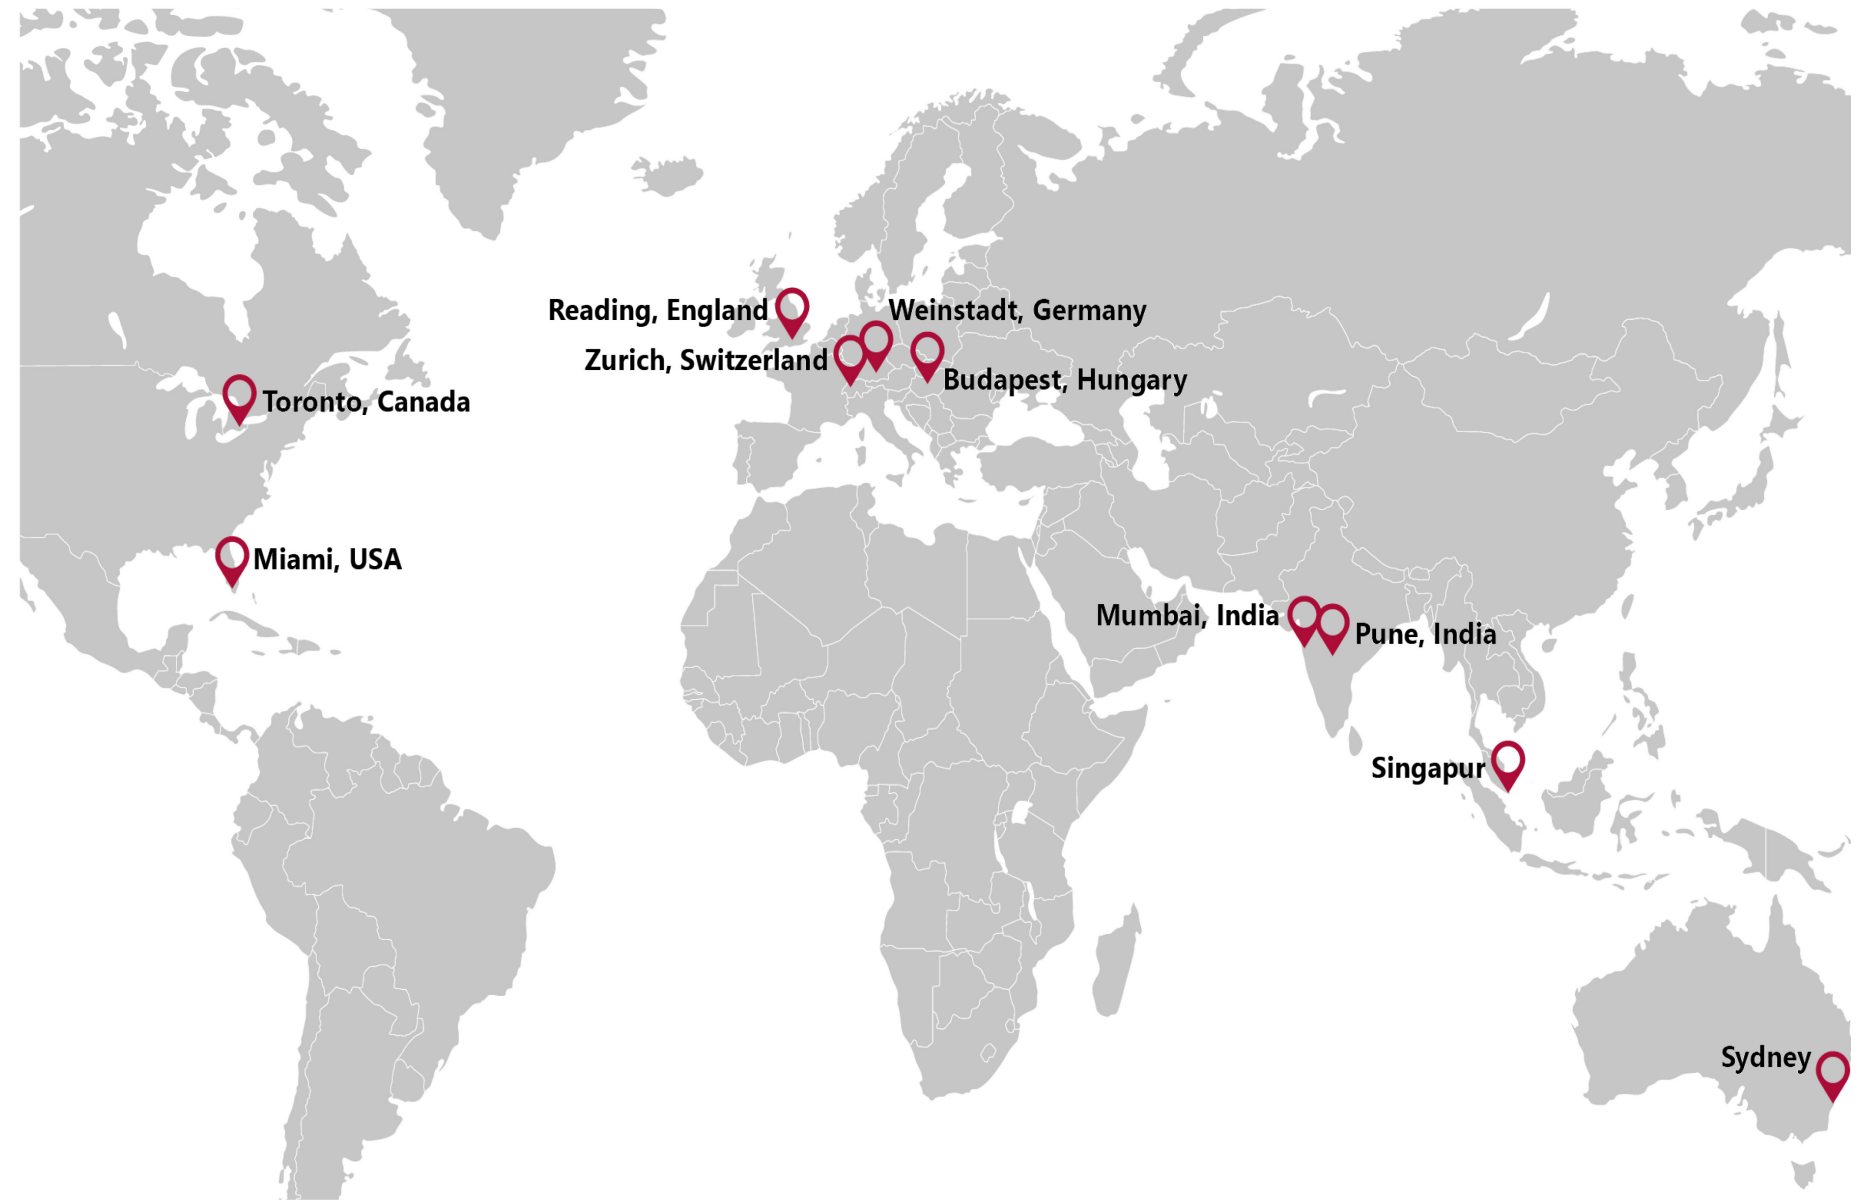 Reading, England
Weinstadt, Germany
Zurich, Switzerland
Budapest, Hungary
Toronto, Canada
Miami, USA
Mumbai, India
Pune, India
Singapur
Sydney